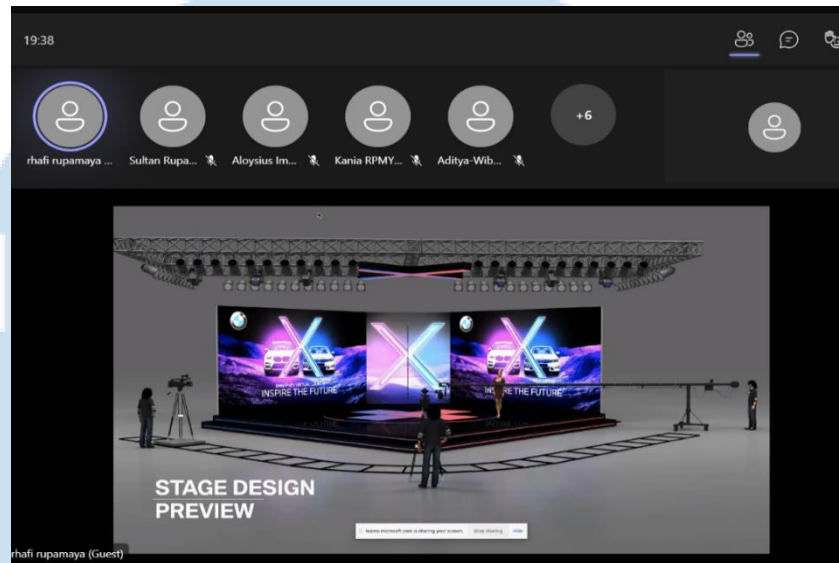 19:38
+6
rhafi rupamaya ...
Sultan Rupa...
Aloysius Im...
Kania RPMY...
Aditya-Wib...
INSPIRE THE FUTURE
INSPIRE THE FUTURE
STAGE DESIGN
PREVIEW
teams.microsoft.com is sharing your screen.
Stop sharing
Hide
rhafi rupamaya (Guest)